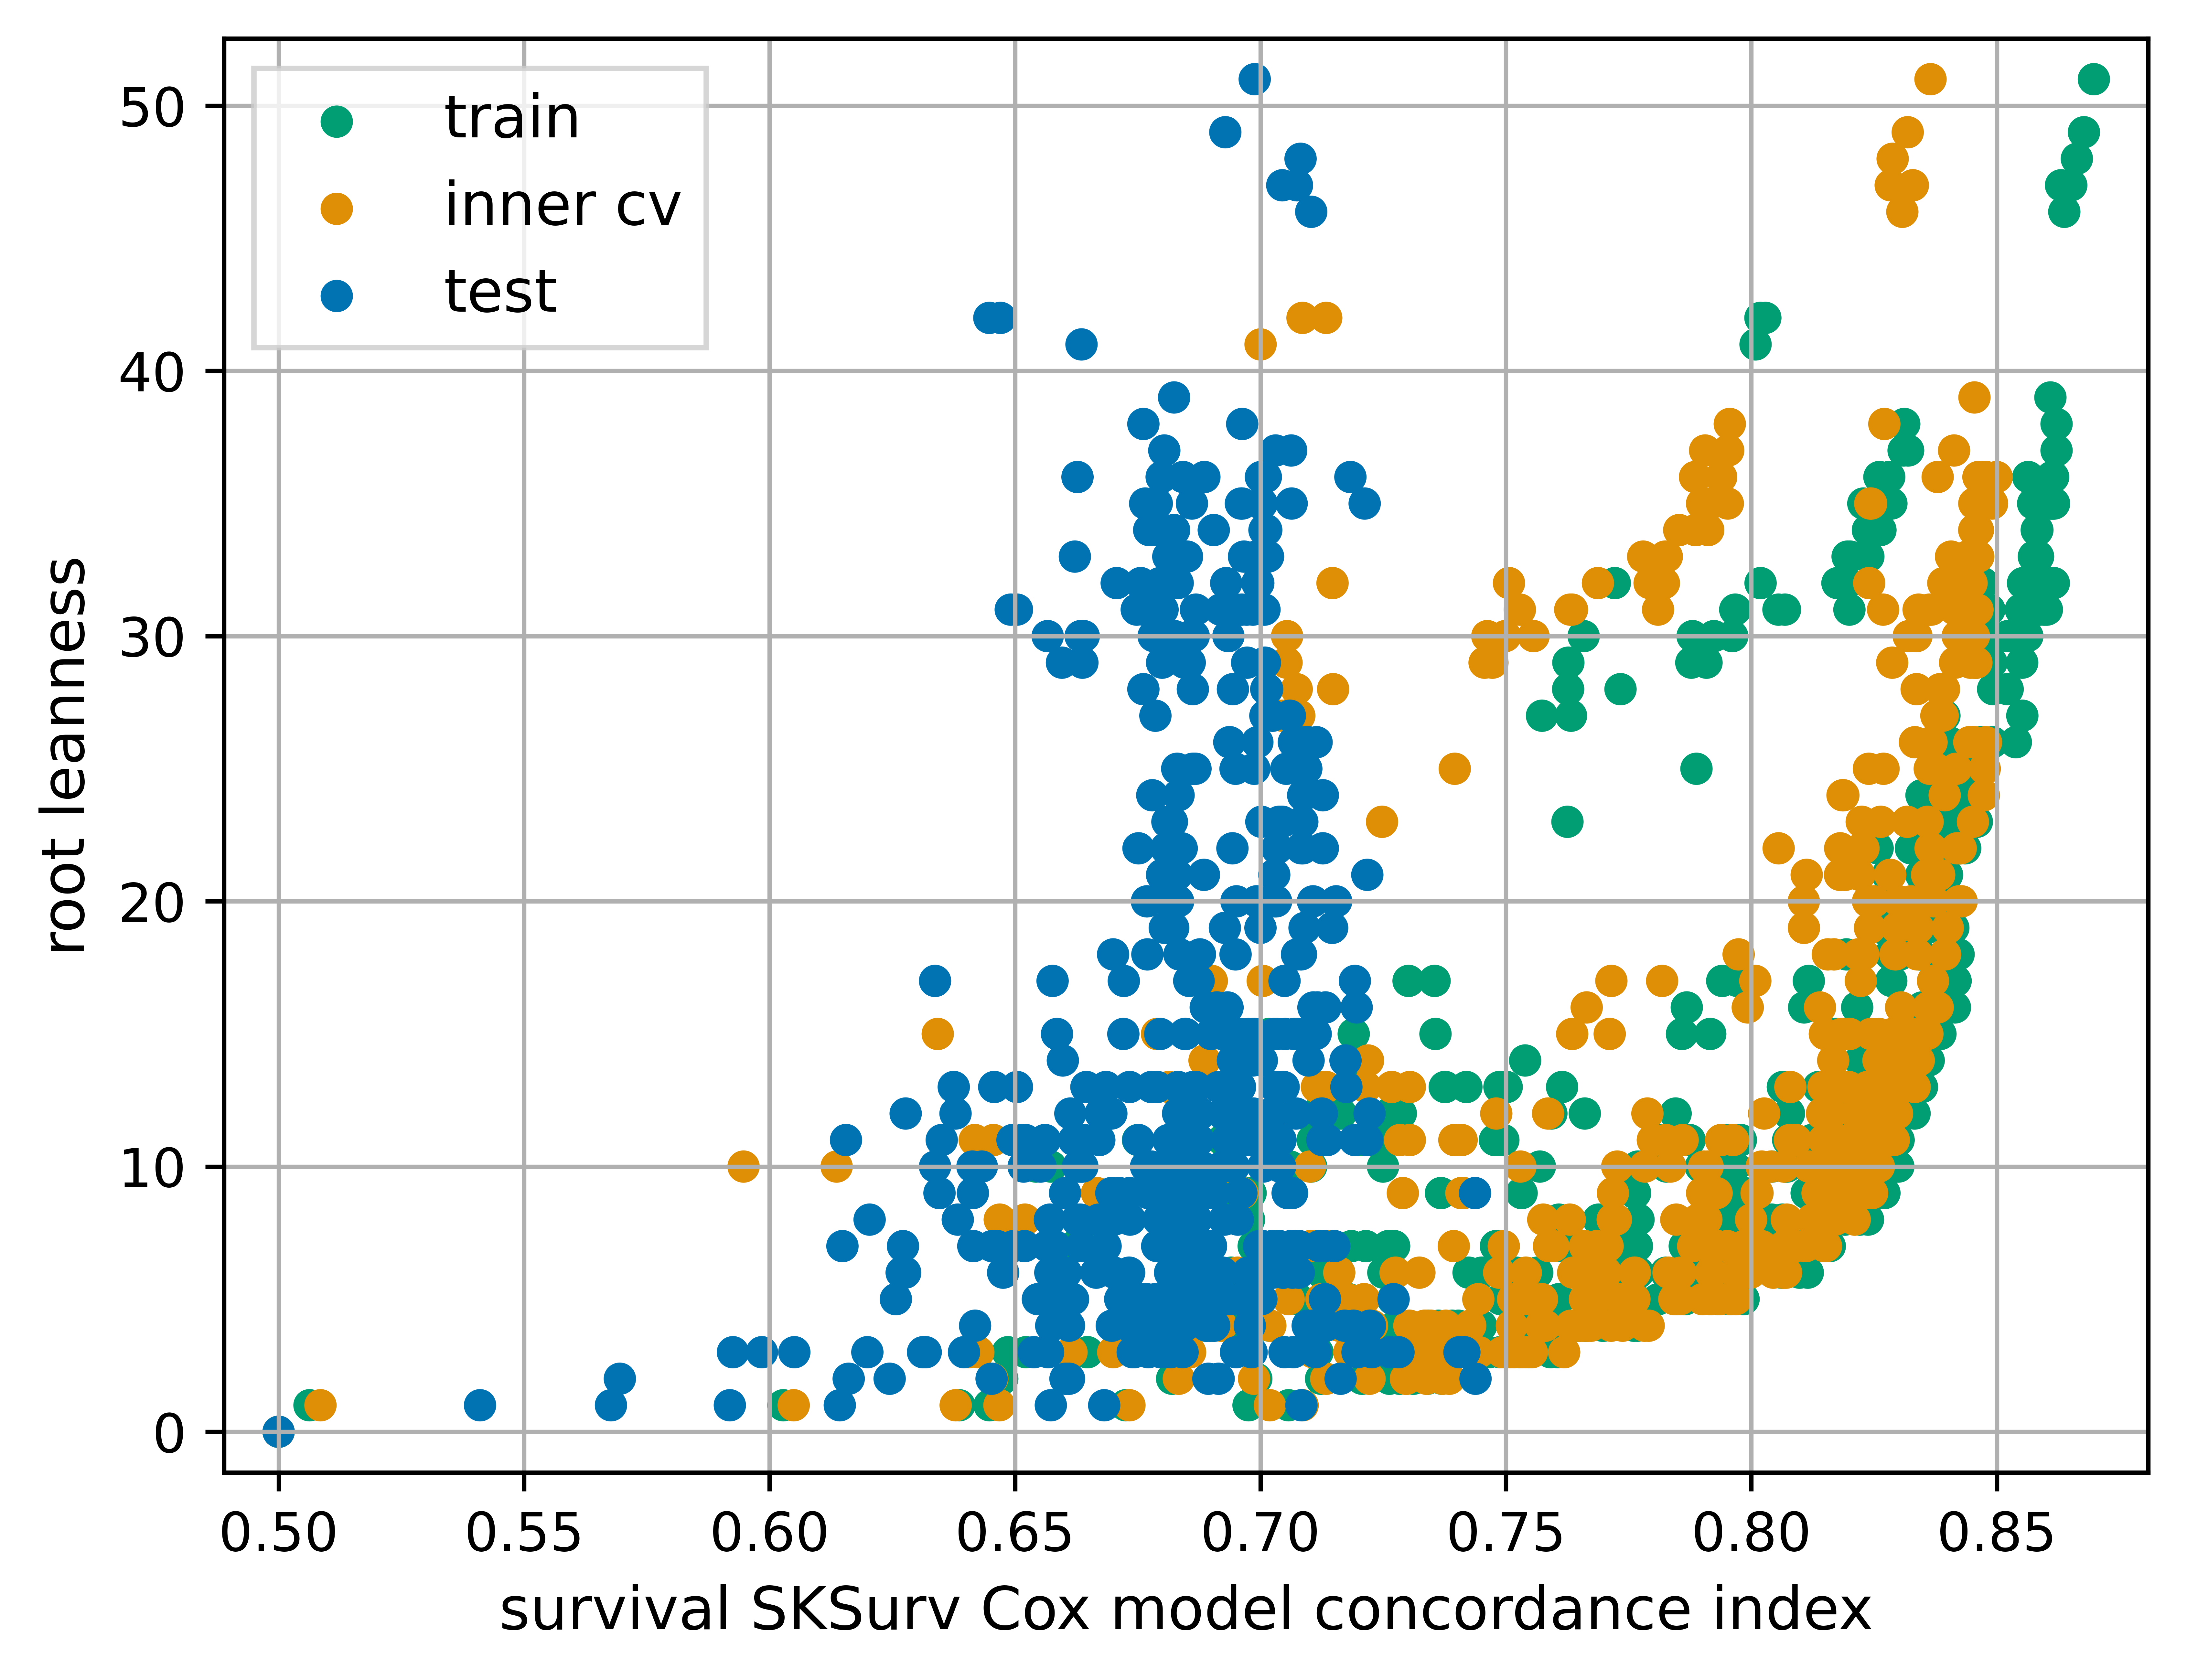 train
inner cv
test
50
40
30
20
10
0
root leanness
0.50 0.55 0.60 0.65 0.70 0.75 0.80 0.85
survival SKSurv Cox model concordance index